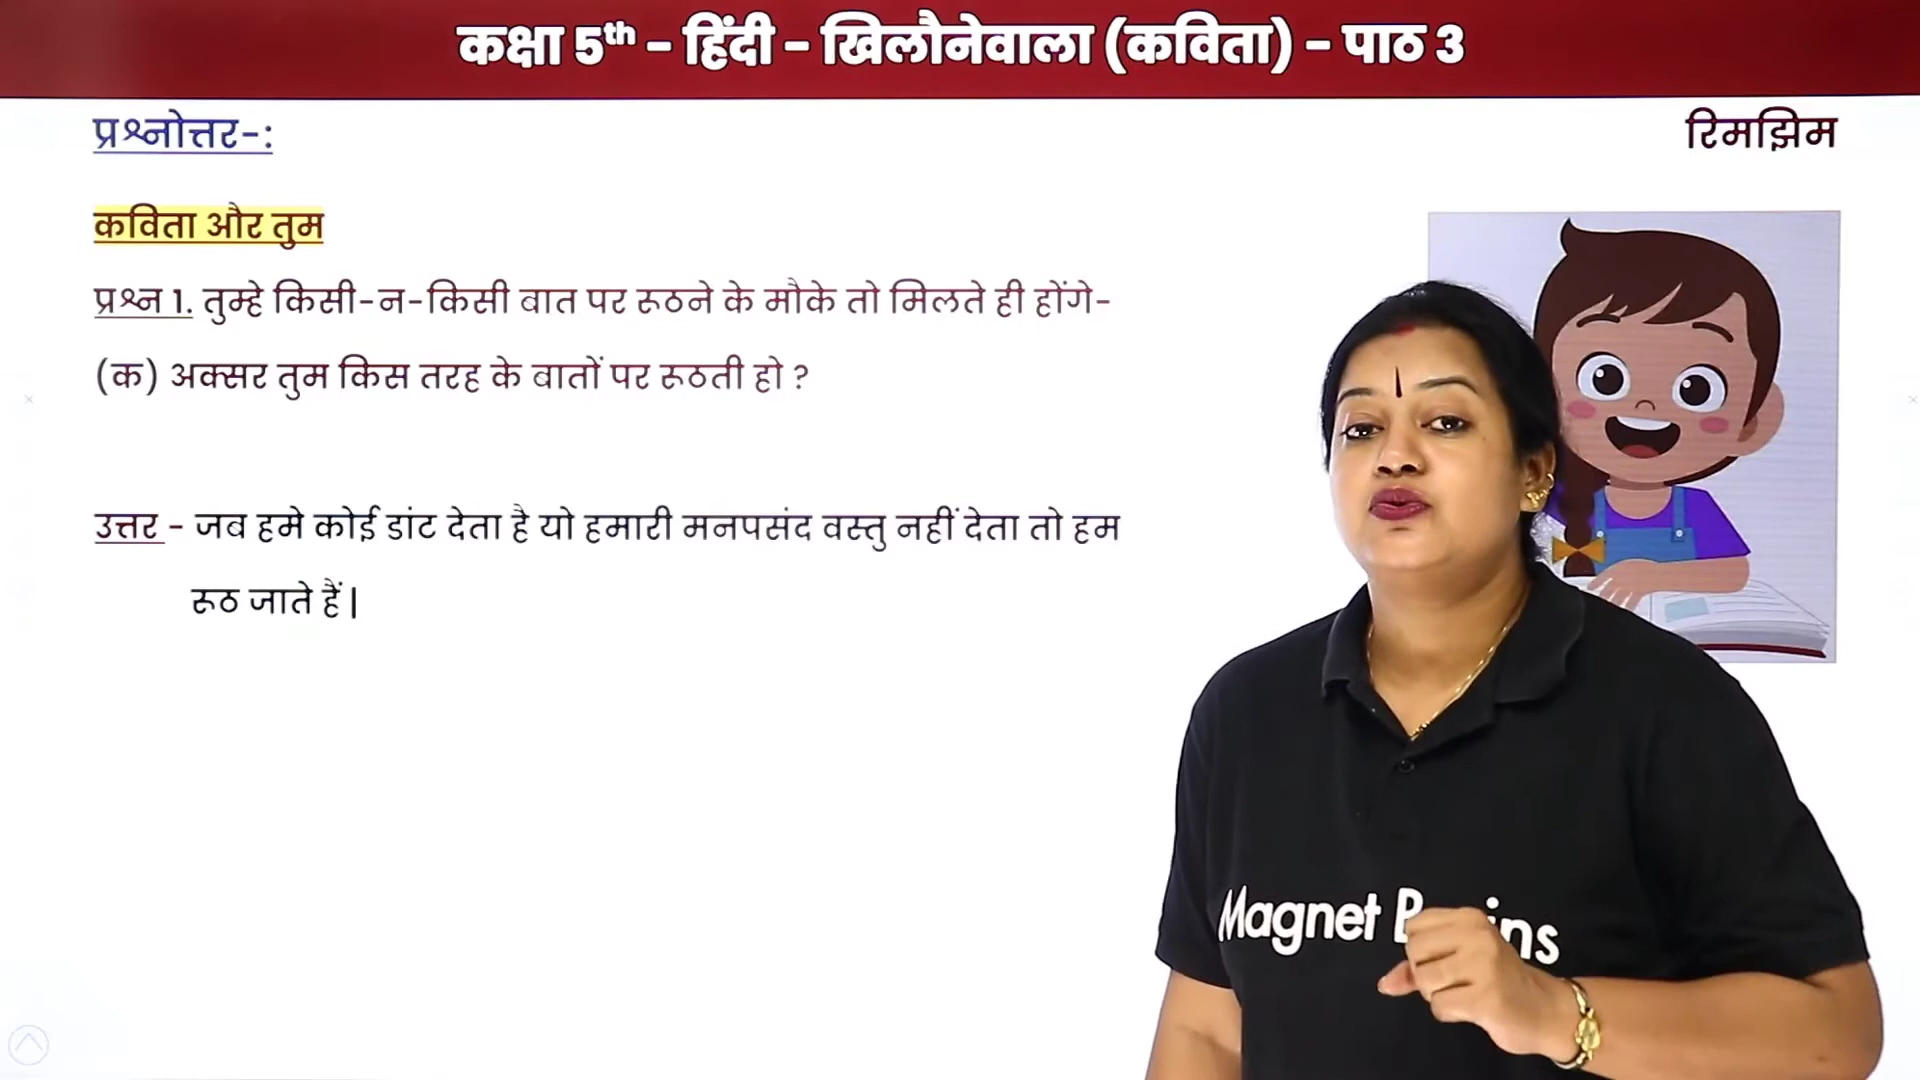 कक्षा 5th - हिंदी - खिलौनेवाला (कविता) - पाठ 3
प्रश्नोत्तर-:
रिमझिम
कविता और तुम
प्रश्न 1. तुम्हे किसी-न-किसी बात पर रूठने के मौके तो मिलते ही होंगे-
(क) अक्सर तुम किस तरह के बातों पर रूठती हो ?
उत्तर - जब हमे कोई डांट देता है यो हमारी मनपसंद वस्तु नहीं देता तो हम
रूठ जाते हैं |
Magnet